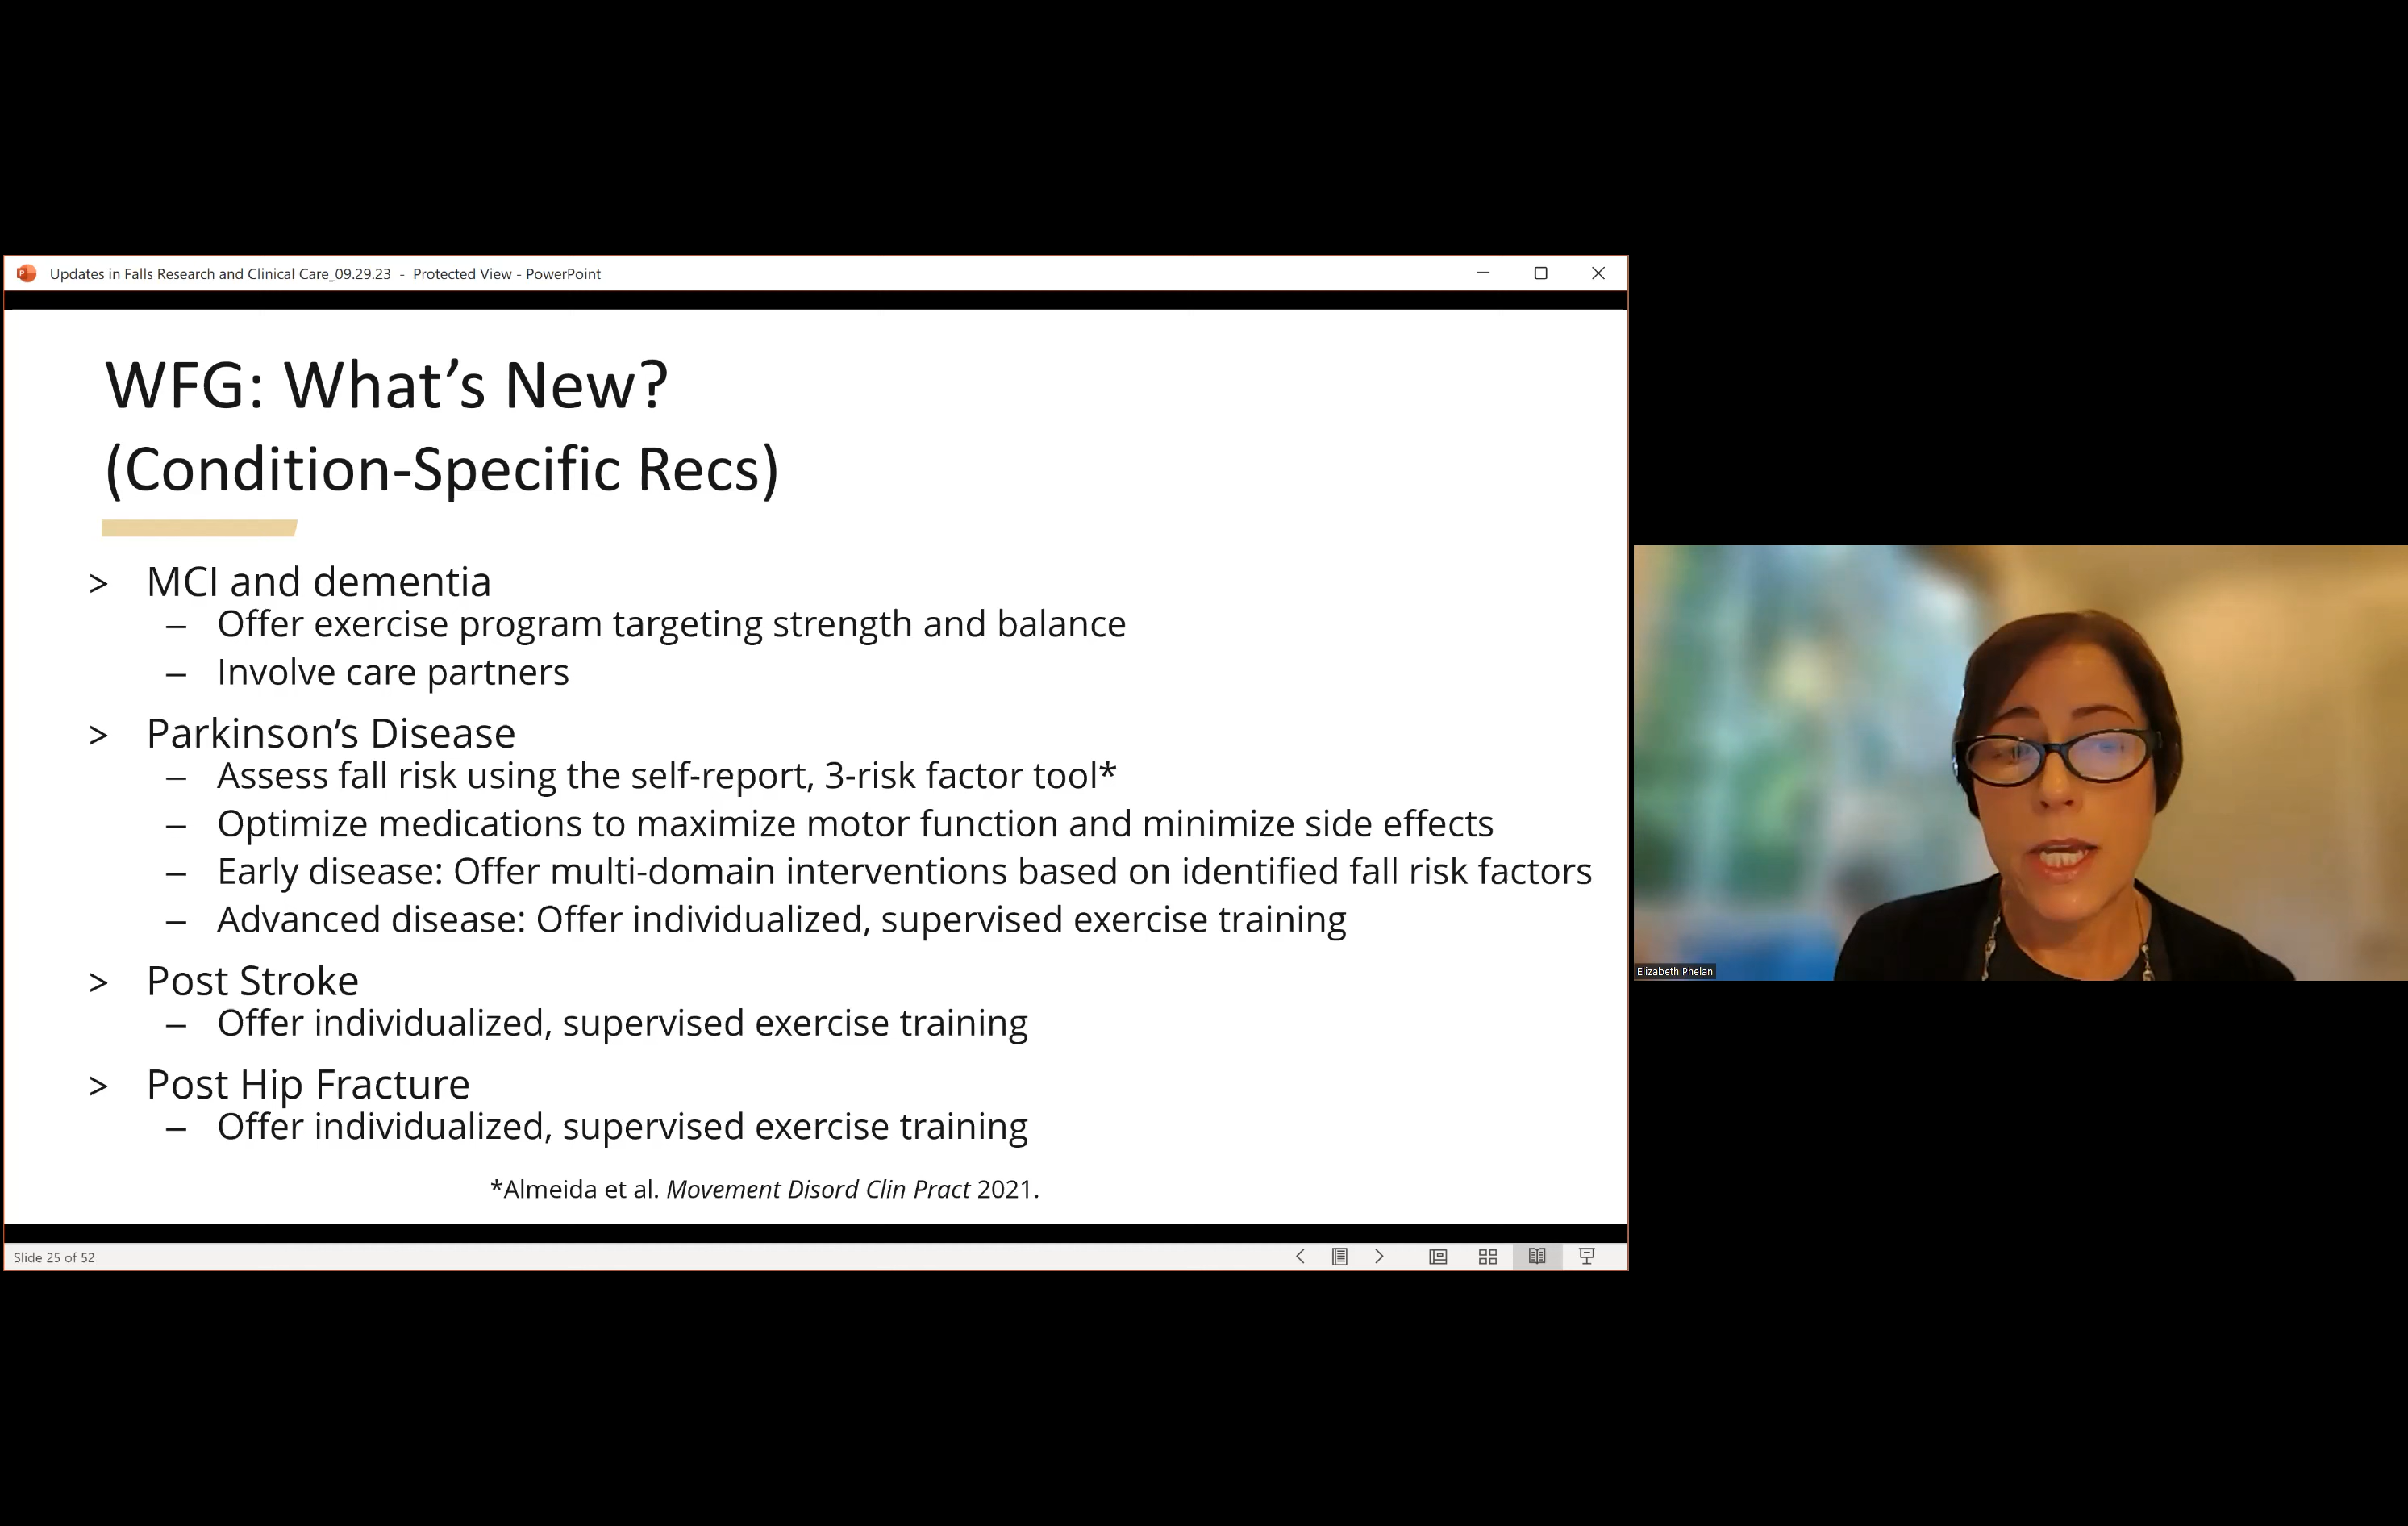 Updates in Falls Research and Clinical Care_09.29.23 - Protected View - PowerPoint
WFG: What’s New?
(Condition-Specific Recs)
> MCI and dementia
– Offer exercise program targeting strength and balance
– Involve care partners
> Parkinson’s Disease
– Assess fall risk using the self-report, 3-risk factor tool*
– Optimize medications to maximize motor function and minimize side effects
– Early disease: Offer multi-domain interventions based on identified fall risk factors
– Advanced disease: Offer individualized, supervised exercise training
> Post Stroke
– Offer individualized, supervised exercise training
> Post Hip Fracture
– Offer individualized, supervised exercise training
*Almeida et al. Movement Disord Clin Pract 2021.
Slide 25 of 52
Elizabeth Phelan